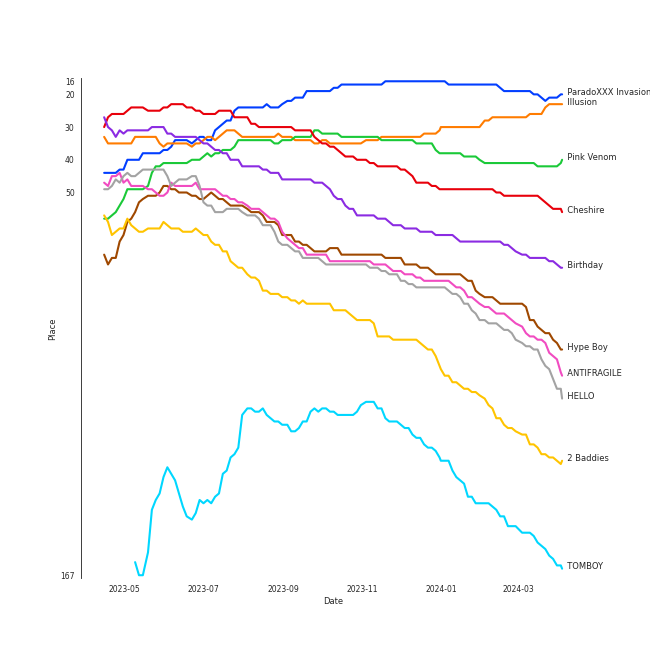 16
20
30
40
50
167
Place
2023-05
2023-07
2023-09
2023-11
2024-01
2024-03
Date
ParadoXXX Invasion
Illusion
Pink Venom
Cheshire
Birthday
Hype Boy
ANTIFRAGILE
HELLO
2 Baddies
TOMBOY